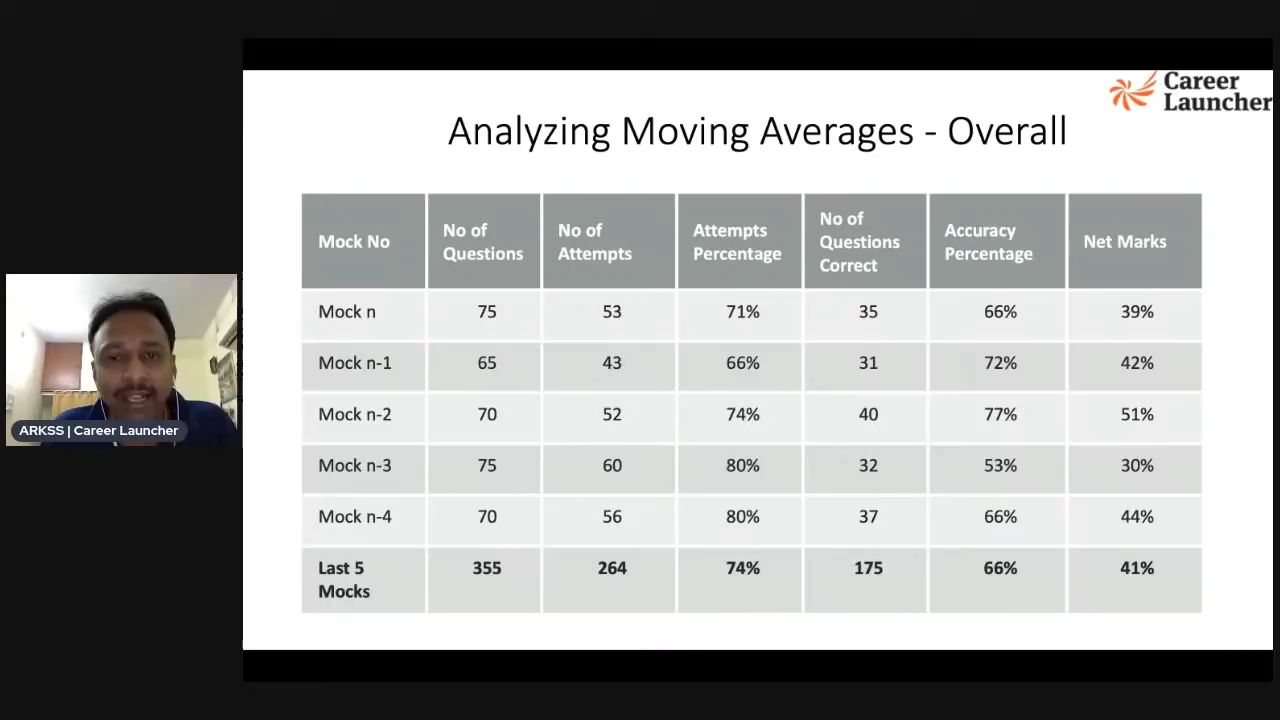 Career
Launcher
Analyzing Moving Averages - Overall
Mock No
No of
Questions
No of
Attempts
Attempts
Percentage
No of
Questions
Correct
Accuracy
Percentage
Net Marks
Mock n 75 53 71% 35 66% 39%
Mock n-1 65 43 66% 31 72% 42%
Mock n-2 70 52 74% 40 77% 51%
Mock n-3 75 60 80% 32 53% 30%
Mock n-4 70 56 80% 37 66% 44%
Last 5
Mocks
355 264 74% 175 66% 41%
ARKSS | Career Launcher